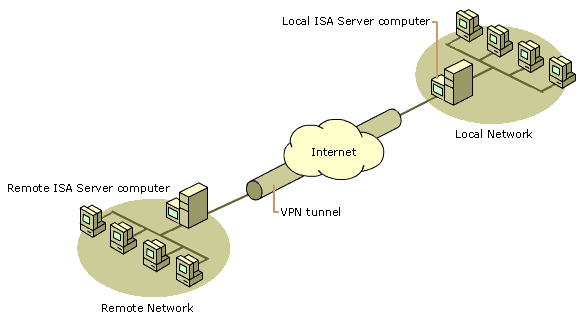 Local ISA Server computer
Local Network
Internet
Remote ISA Server computer
VPN tunnel
Remote Network